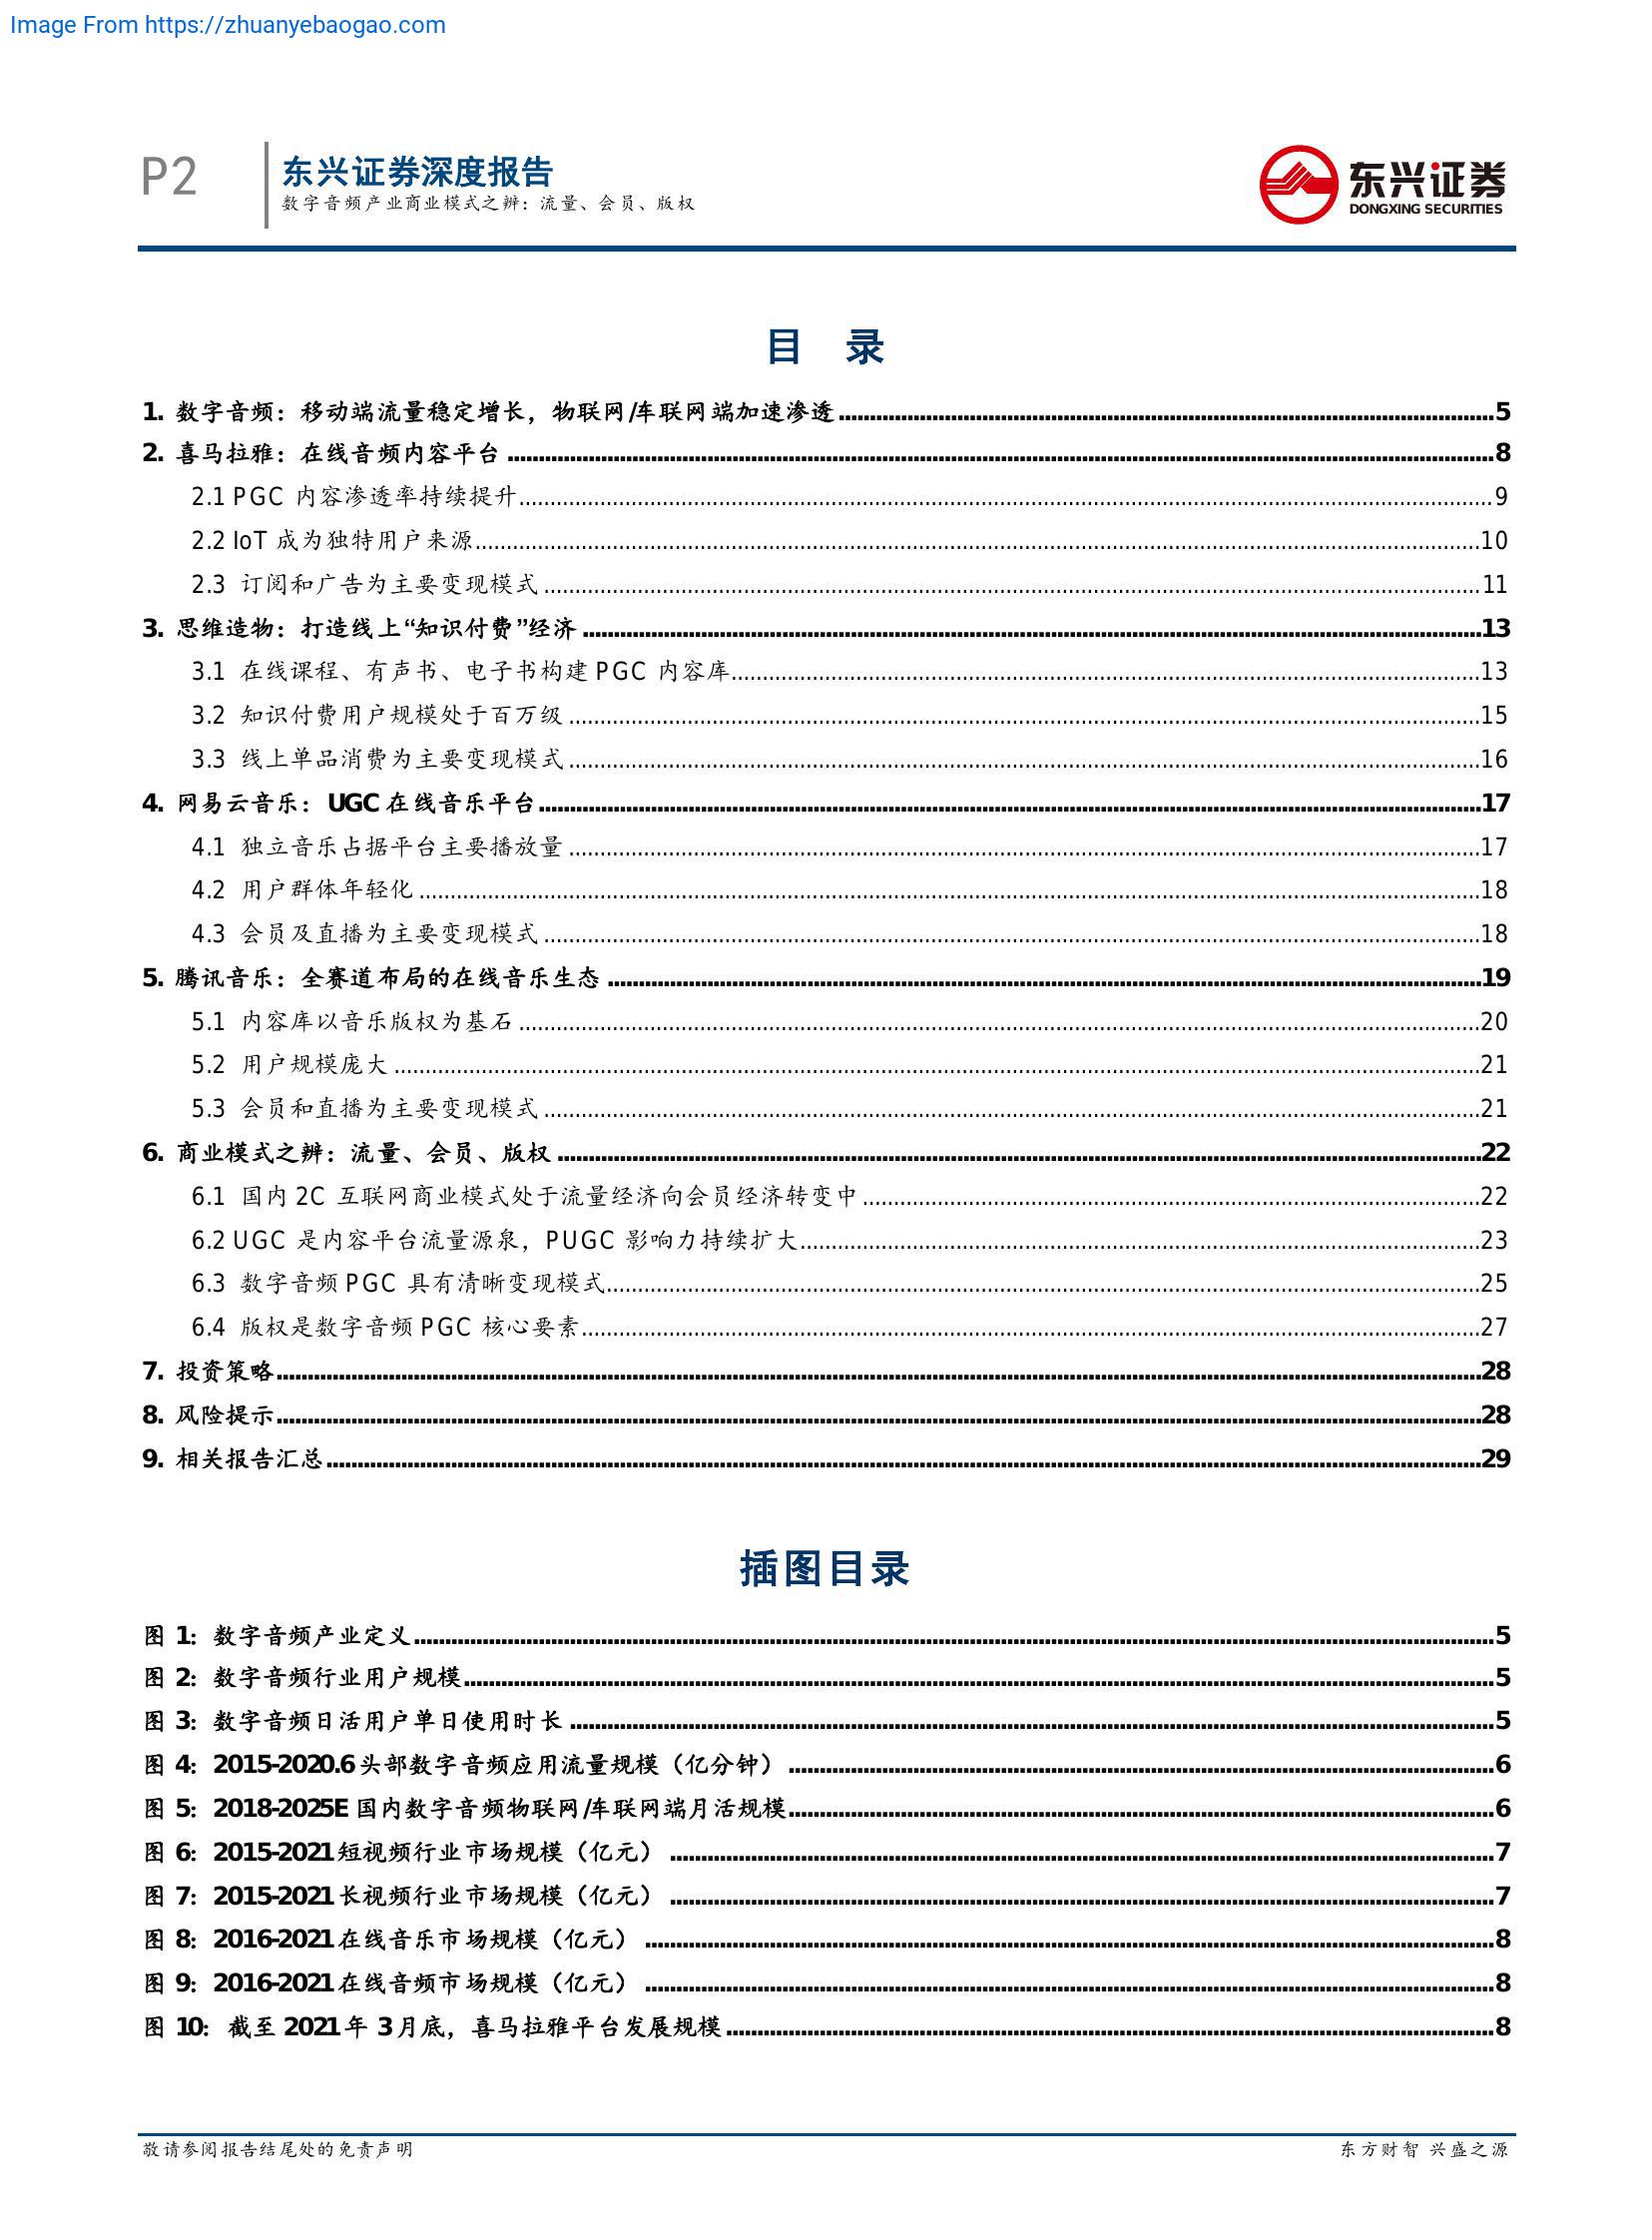 Image From https://zhuanyebaogao.com
P2
东兴证券深度报告
数字音频产业商业模式之辨：流量、会员、版权
东兴证券
DONGXING SECURITIES
目 录
1. 数字音频：移动端流量稳定增长，物联网/车联网端加速渗透 5
2. 喜马拉雅：在线音频内容平台 8
2.1 PGC 内容渗透率持续提升 9
2.2 IoT 成为独特用户来源 10
2.3 订阅和广告为主要变现模式 11
3. 思维造物：打造线上“知识付费”经济 13
3.1 在线课程、有声书、电子书构建 PGC 内容库 13
3.2 知识付费用户规模处于百万级 15
3.3 线上单品消费为主要变现模式 16
4. 网易云音乐：UGC 在线音乐平台 17
4.1 独立音乐占据平台主要播放量 17
4.2 用户群体年轻化 18
4.3 会员及直播为主要变现模式 18
5. 腾讯音乐：全赛道布局的在线音乐生态 19
5.1 内容库以音乐版权为基石 20
5.2 用户规模庞大 21
5.3 会员和直播为主要变现模式 21
6. 商业模式之辨：流量、会员、版权 22
6.1 国内 2C 互联网商业模式处于流量经济向会员经济转变中 22
6.2 UGC 是内容平台流量源泉，PUGC 影响力持续扩大 23
6.3 数字音频 PGC 具有清晰变现模式 25
6.4 版权是数字音频 PGC 核心要素 27
7. 投资策略 28
8. 风险提示 28
9. 相关报告汇总 29
插图目录
图 1：数字音频产业定义 5
图 2：数字音频行业用户规模 5
图 3：数字音频日活用户单日使用时长 5
图 4：2015-2020.6 头部数字音频应用流量规模（亿分钟） 6
图 5：2018-2025E 国内数字音频物联网/车联网端月活规模 6
图 6：2015-2021 短视频行业市场规模（亿元） 7
图 7：2015-2021 长视频行业市场规模（亿元） 7
图 8：2016-2021 在线音乐市场规模（亿元） 8
图 9：2016-2021 在线音频市场规模（亿元） 8
图 10：截至 2021 年 3 月底，喜马拉雅平台发展规模 8
敬请参阅报告结尾处的免责声明
东方财智 兴盛之源